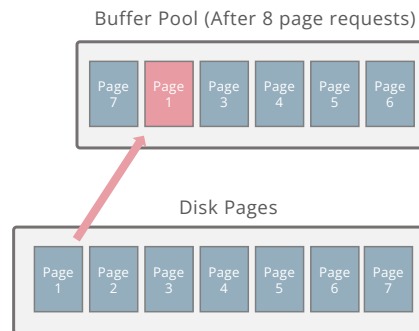 Buffer Pool (After 8 page requests)
Page Page Page Page Page Page
7 1 3 4 5 6
Disk Pages
Page Page Page Page Page Page Page
1 2 3 4 5 6 7